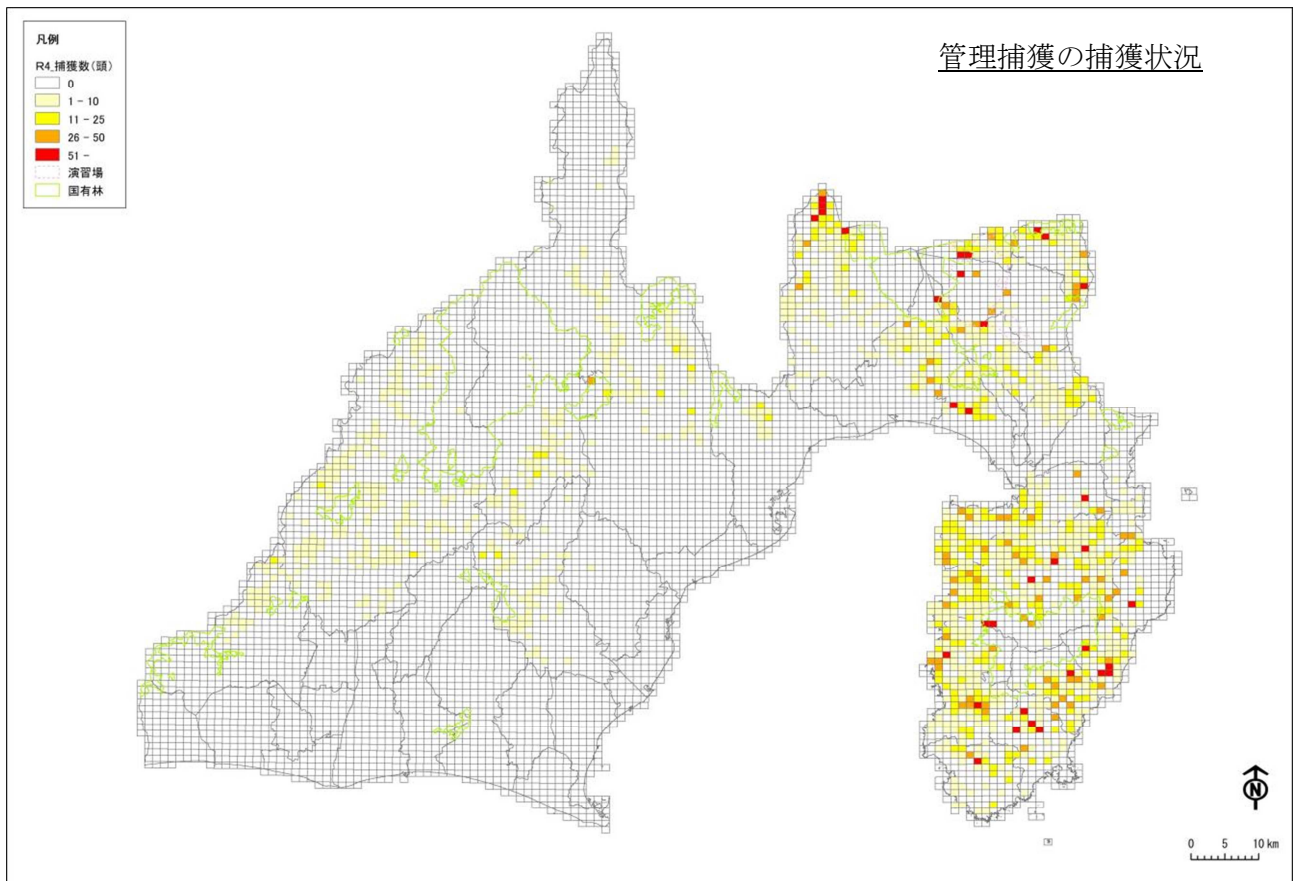 管理捕獲の捕獲状況
凡例
R4_捕獲数(頭)
0
1 - 10
11 - 25
26 - 50
51 -
演習場
国有林
N
0 5 10 km